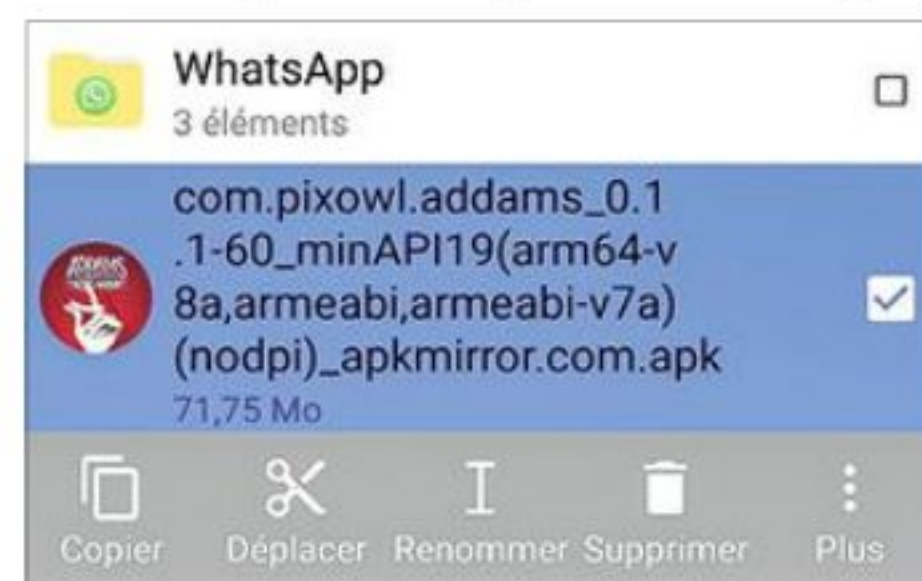 WhatsApp
3 éléments
com.pixowl.addams_0.1
.1-60_minAPI19(arm64-v
8a,armeabi,armeabi-v7a)
(nodpi)_apkmirror.com.apk
71,75 Mo
Copier Déplacer Renommer Supprimer Plus